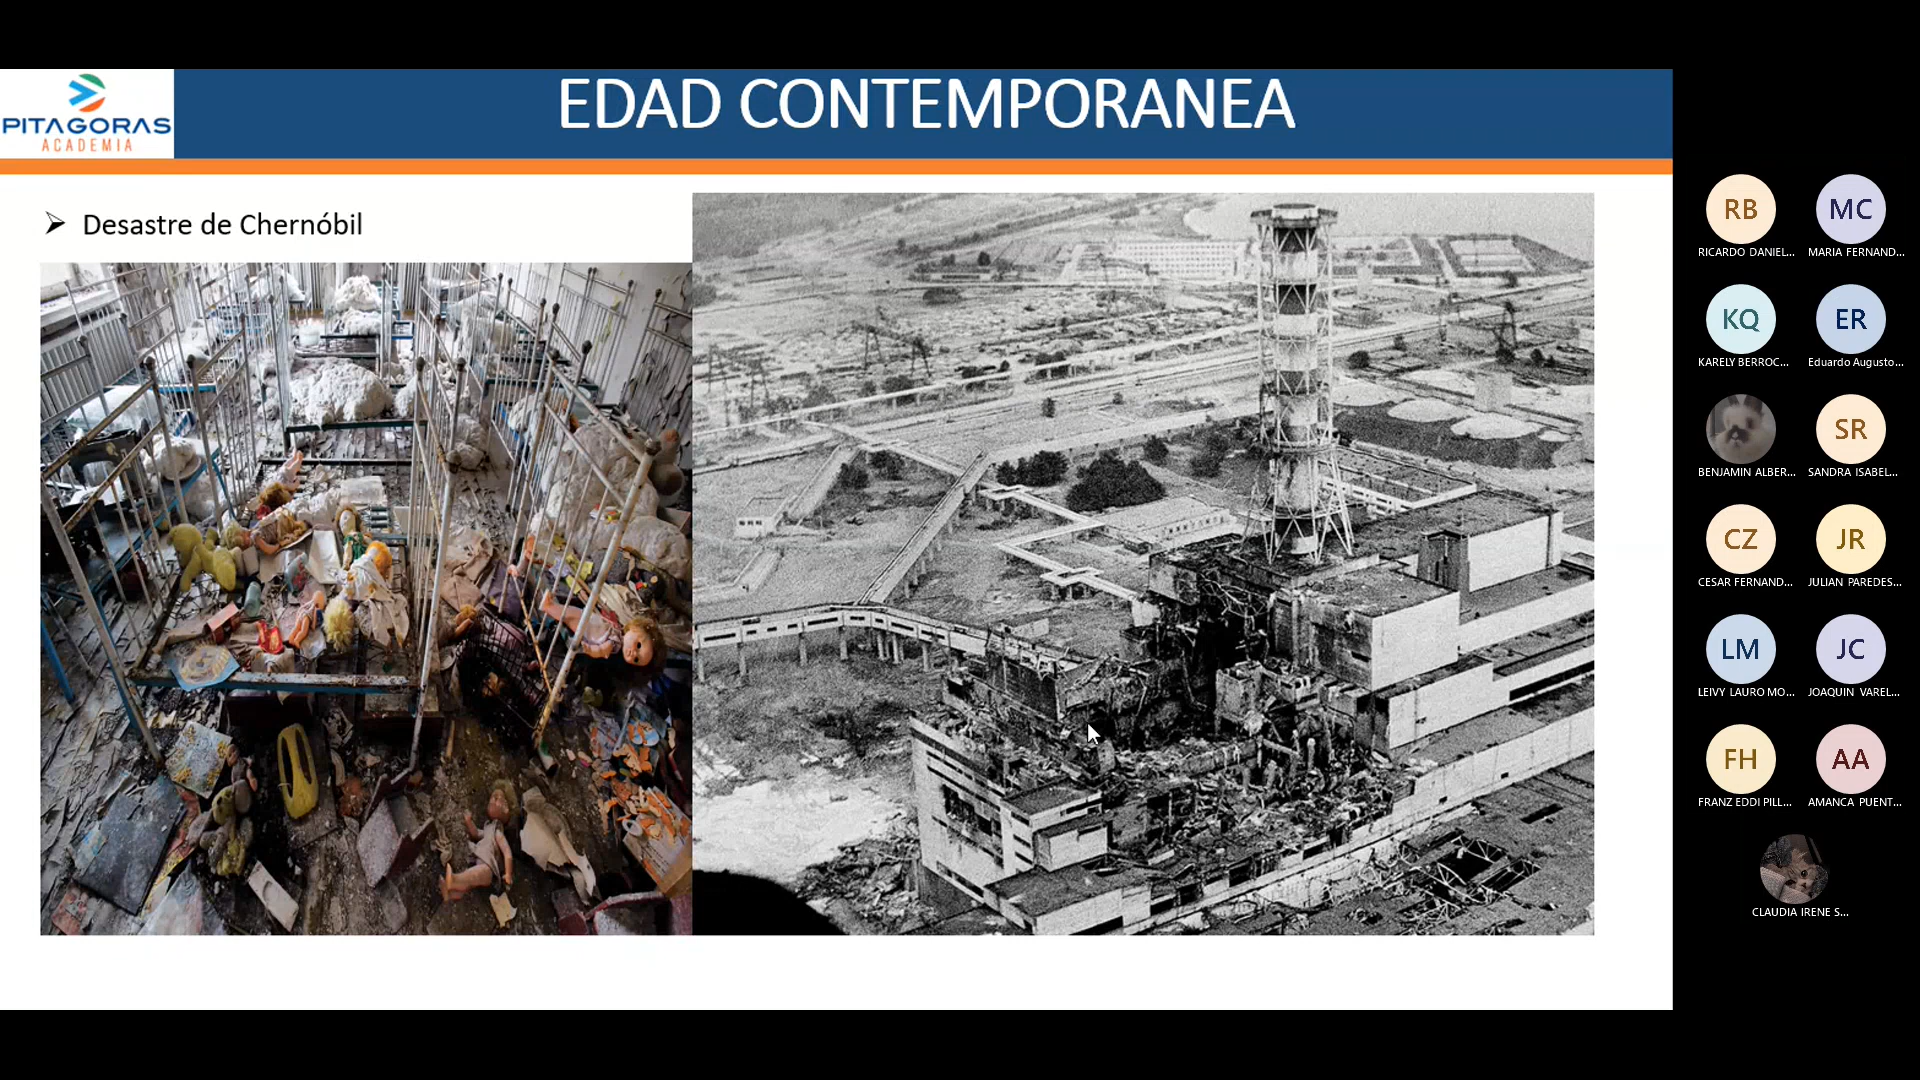 PITAGORAS
ACADEMIA
EDAD CONTEMPORANEA
Desastre de Chernóbil
RB
RICARDO DANIEL...
MC
MARIA FERNAND...
KQ
KARELY BERROC...
ER
Eduardo Augusto...
BENJAMIN ALBER...
SR
SANDRA ISABEL...
CZ
CESAR FERNAND...
JR
JULIAN PAREDES...
LM
LEIVY LAURO MO...
JC
JOAQUIN VAREL...
FH
FRANZ EDDI PILL...
AA
AMANCA PUENT...
CLAUDIA IRENE S...